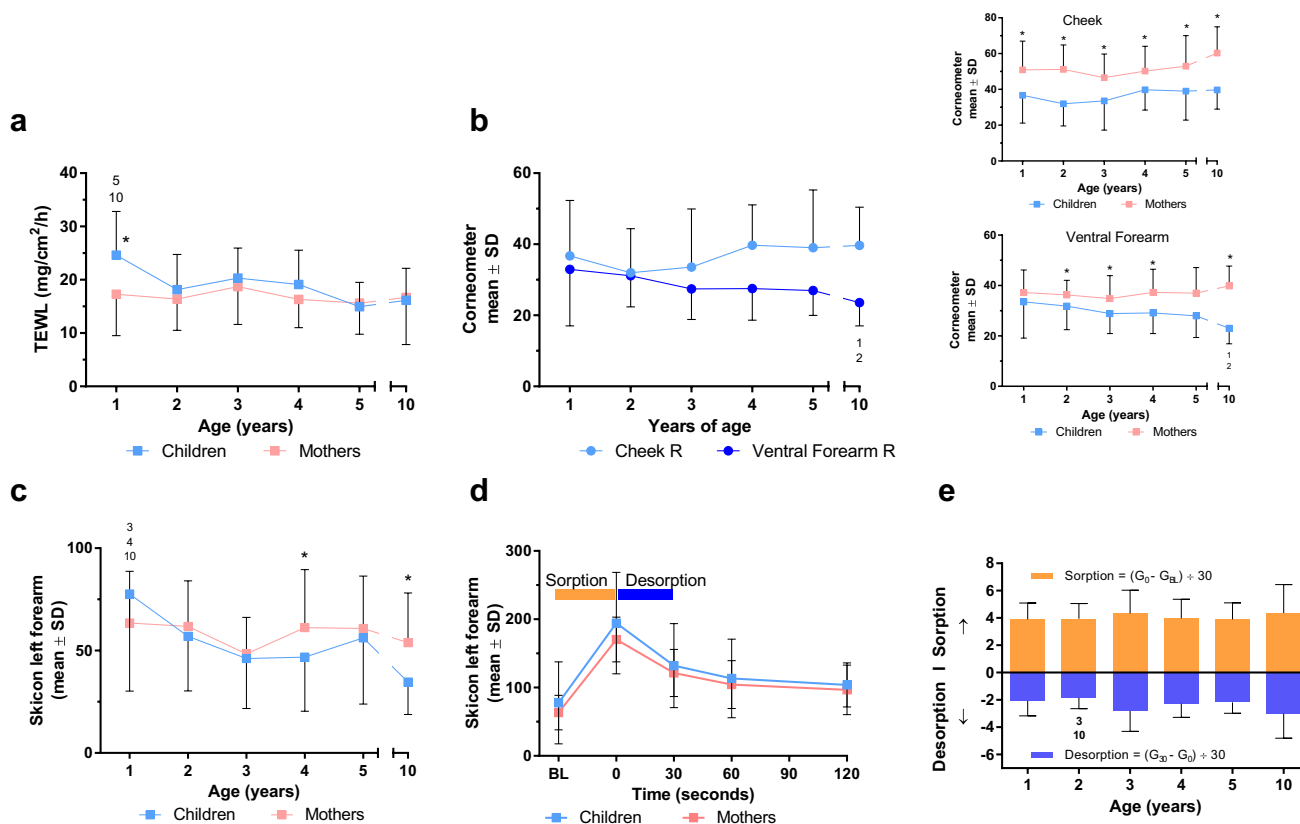 a
5
10
*
TEWL (mg/cm²/h)
40
30
20
10
0
1 2 3 4 5 10
Age (years)
Children Mothers
b
Corneometer
mean ± SD
60
40
20
0
1
2
1 2 3 4 5 10
Years of age
Cheek R Ventral Forearm R
Cheek
Corneometer
mean ± SD
80
60
40
20
0
* * * * * *
1 2 3 4 5 10
Age (years)
Children Mothers
Ventral Forearm
Corneometer
mean ± SD
60
40
20
0
* * * *
1
2
1 2 3 4 5 10
Age (years)
Children Mothers
c
3
4
10
* *
Skicon left forearm
(mean ± SD)
100
50
0
1 2 3 4 5 10
Age (years)
Children Mothers
d
Skicon left forearm
(mean ± SD)
300
200
100
0
Sorption Desorption
BL 0 30 60 90 120
Time (seconds)
Children Mothers
e
Desorption I Sorption
↓ ↑
8
6
4
2
0
-2
-4
-6
Sorption = (G₀ - G_BL) ÷ 30
3
10
Desorption = (G₃₀ - G₀) ÷ 30
1 2 3 4 5 10
Age (years)